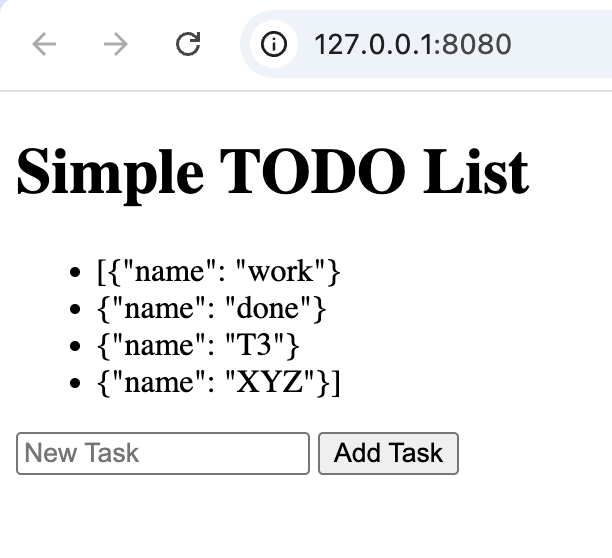 127.0.0.1:8080
Simple TODO List
[{"name": "work"}
{"name": "done"}
{"name": "T3"}
{"name": "XYZ"}]
New Task Add Task